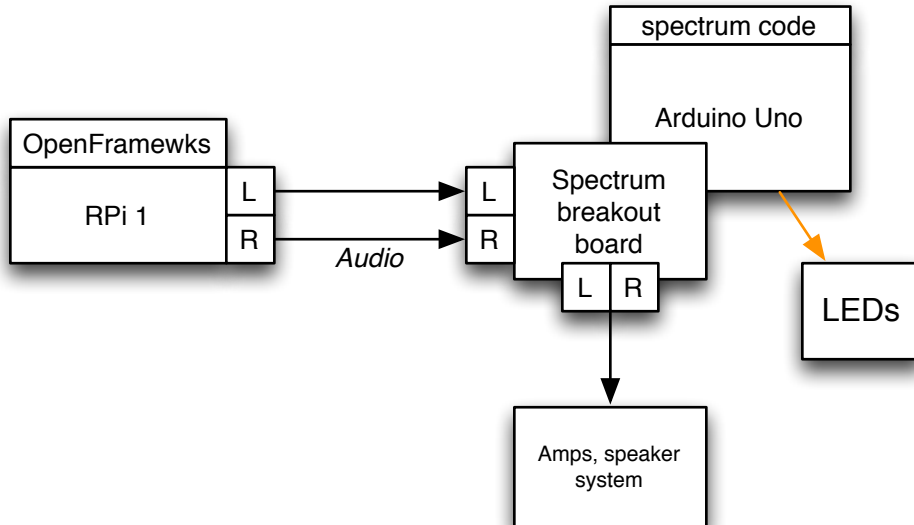 spectrum code
Arduino Uno
OpenFramewks
RPi 1
L
R
Audio
L
R
Spectrum
breakout
board
L
R
LEDs
Amps, speaker
system